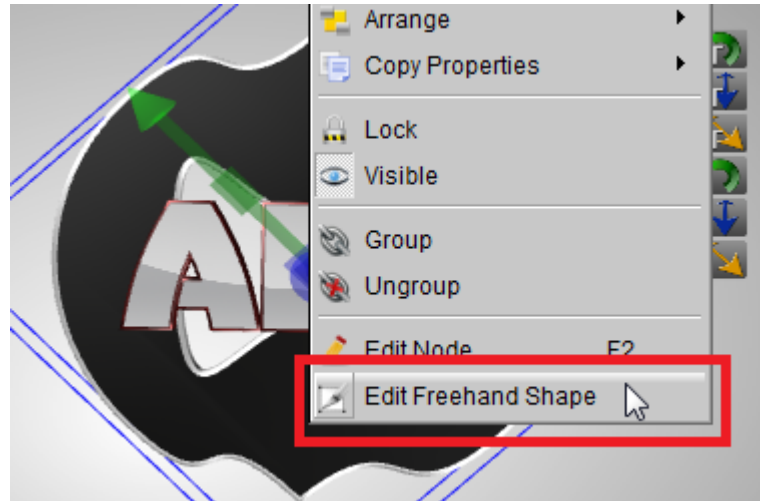 Arrange
Copy Properties
Lock
Visible
Group
Ungroup
Edit Node F2
Edit Freehand Shape